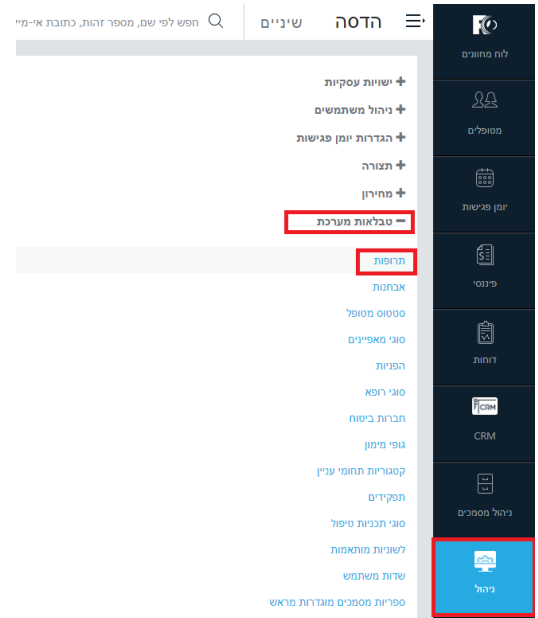 הדסה שיניים חפש לפי שם, מספר זהות, כתובת אי-מיי
לוח מחוונים
מטופלים
יומן פגישות
פיננסי
דוחות
CRM
CRM
ניהול מסמכים
ניהול
+ ישויות עסקיות
+ ניהול משתמשים
+ הגדרות יומן פגישות
+ תצורה
+ מחירון
− טבלאות מערכת
תרופות
אבחנות
סטטוס מטופל
סוגי מאפיינים
הפניות
סוגי רופא
חברות ביטוח
גופי מימון
קטגוריות תחומי עניין
תפקידים
סוגי תכניות טיפול
לשוניות מותאמות
שדות משתמש
ספריות מסמכים מוגדרות מראש